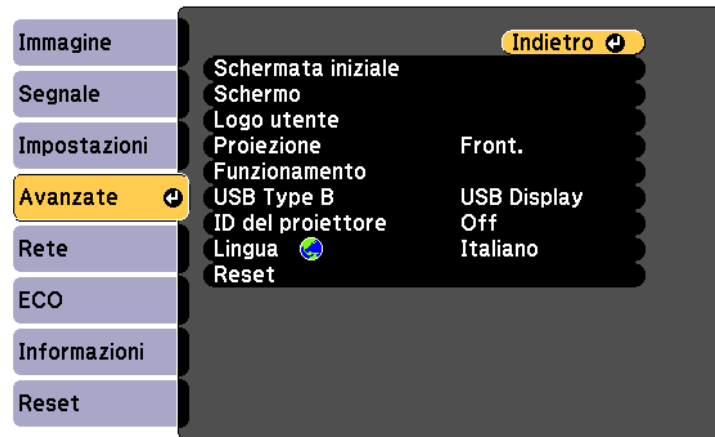 Immagine
Segnale
Impostazioni
Avanzate
Rete
ECO
Informazioni
Reset
Indietro
Schermata iniziale
Schermo
Logo utente
Proiezione Front.
Funzionamento
USB Type B USB Display
ID del proiettore Off
Lingua Italiano
Reset